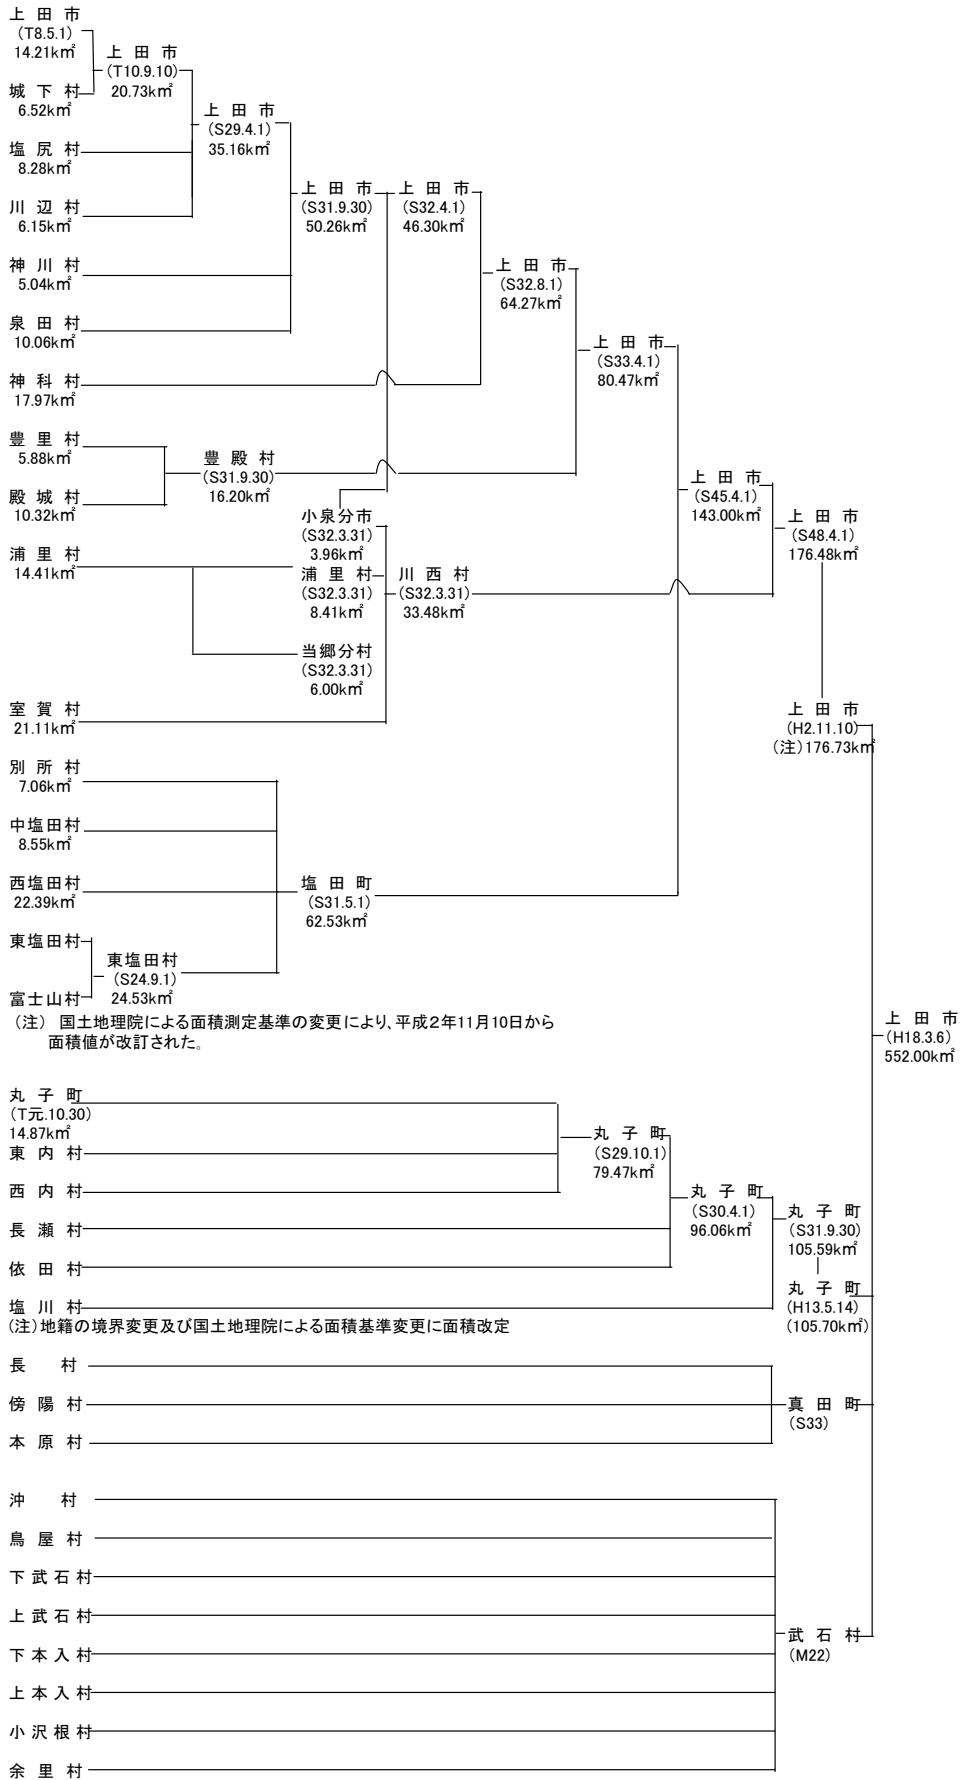 上田市
(T8.5.1)
14.21k㎡
城下村
6.52k㎡
塩尻村
8.28k㎡
川辺村
6.15k㎡
神川村
5.04k㎡
泉田村
10.06k㎡
神科村
17.97k㎡
豊里村
5.88k㎡
殿城村
10.32k㎡
浦里村
14.41k㎡
室賀村
21.11k㎡
別所村
7.06k㎡
中塩田村
8.55k㎡
西塩田村
22.39k㎡
東塩田村
富士山村
上田市
(T10.9.10)
20.73k㎡
上田市
(S29.4.1)
35.16k㎡
上田市
(S31.9.30)
50.26k㎡
上田市
(S32.4.1)
46.30k㎡
上田市
(S32.8.1)
64.27k㎡
上田市
(S33.4.1)
80.47k㎡
豊殿村
(S31.9.30)
16.20k㎡
小泉分市
(S32.3.31)
3.96k㎡
浦里村
(S32.3.31)
8.41k㎡
当郷分村
(S32.3.31)
6.00k㎡
川西村
(S32.3.31)
33.48k㎡
東塩田村
(S24.9.1)
24.53k㎡
塩田町
(S31.5.1)
62.53k㎡
上田市
(S45.4.1)
143.00k㎡
上田市
(S48.4.1)
176.48k㎡
上田市
(H2.11.10)
(注)176.73k㎡
(注) 国土地理院による面積測定基準の変更により、平成2年11月10日から
面積値が改訂された。
上田市
(H18.3.6)
552.00k㎡
丸子町
(T元.10.30)
14.87k㎡
東内村
西内村
長瀬村
依田村
塩川村
丸子町
(S29.10.1)
79.47k㎡
丸子町
(S30.4.1)
96.06k㎡
丸子町
(S31.9.30)
105.59k㎡
丸子町
(H13.5.14)
(105.70k㎡)
(注)地籍の境界変更及び国土地理院による面積基準変更に面積改定
長村
傍陽村
本原村
真田町
(S33)
沖村
鳥屋村
下武石村
上武石村
下本入村
上本入村
小沢根村
余里村
武石村
(M22)